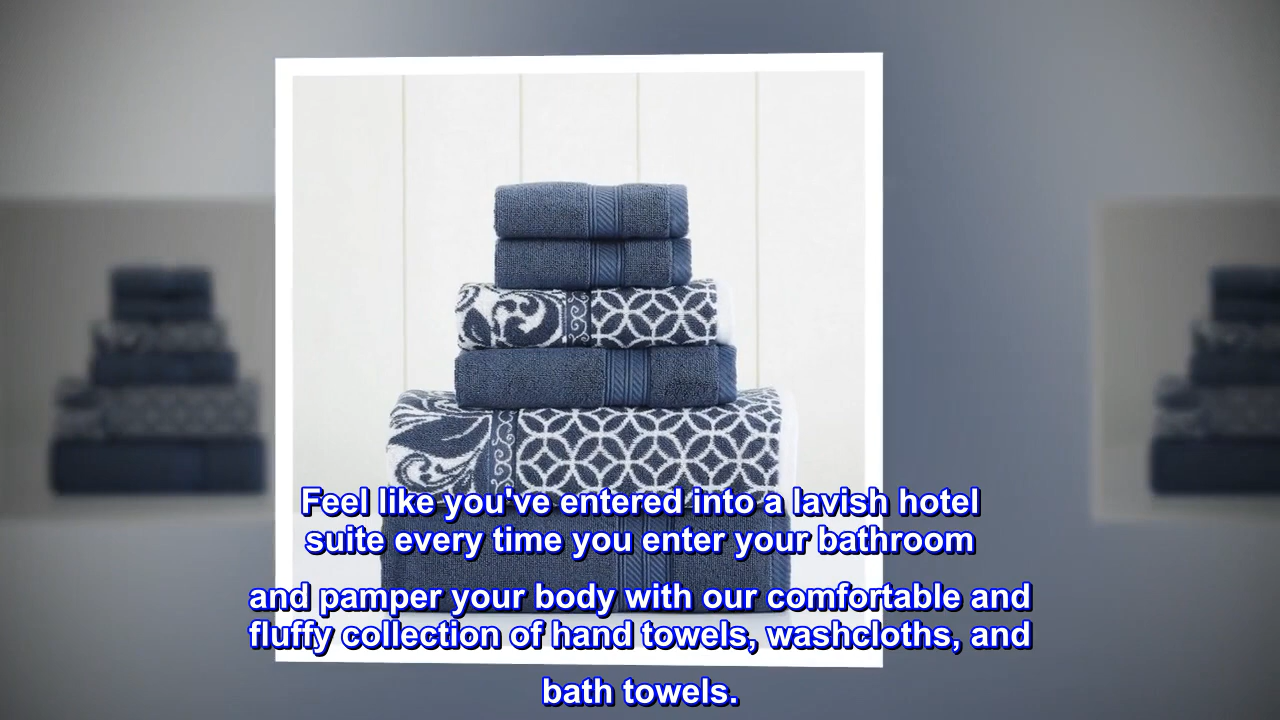 Feel like you've entered into a lavish hotel
suite every time you enter your bathroom
and pamper your body with our comfortable and
fluffy collection of hand towels, washcloths, and
bath towels.